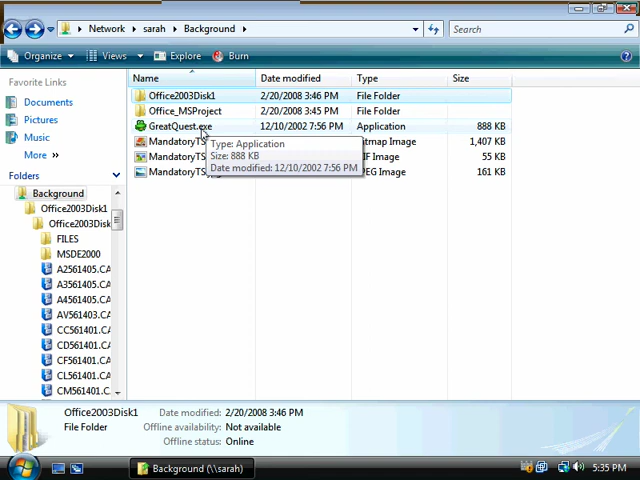 Network sarah Background
Search
Organize Views Explore Burn
Favorite Links
Documents
Pictures
Music
More >>
Folders
Background
Office2003Disk1
Office2003Disk
FILES
MSDE2000
A2561405.CA
A3561405.CA
A4561405.CA
AV561403.CA
CC561401.CA
CD561401.CA
CF561401.CA
CL561401.CA
CM561401.CA
Name Date modified Type Size
Office2003Disk1 2/20/2008 3:46 PM File Folder
Office_MSProject 2/20/2008 3:45 PM File Folder
GreatQuest.exe 12/10/2002 7:56 PM Application 888 KB
MandatoryTS itmap Image 1,407 KB
MandatoryTS IF Image 55 KB
MandatoryTS PEG Image 161 KB
Type: Application
Size: 888 KB
Date modified: 12/10/2002 7:56 PM
Office2003Disk1 Date modified: 2/20/2008 3:46 PM
File Folder Offline availability: Not available
Offline status: Online
Background (\\sarah) 5:35 PM